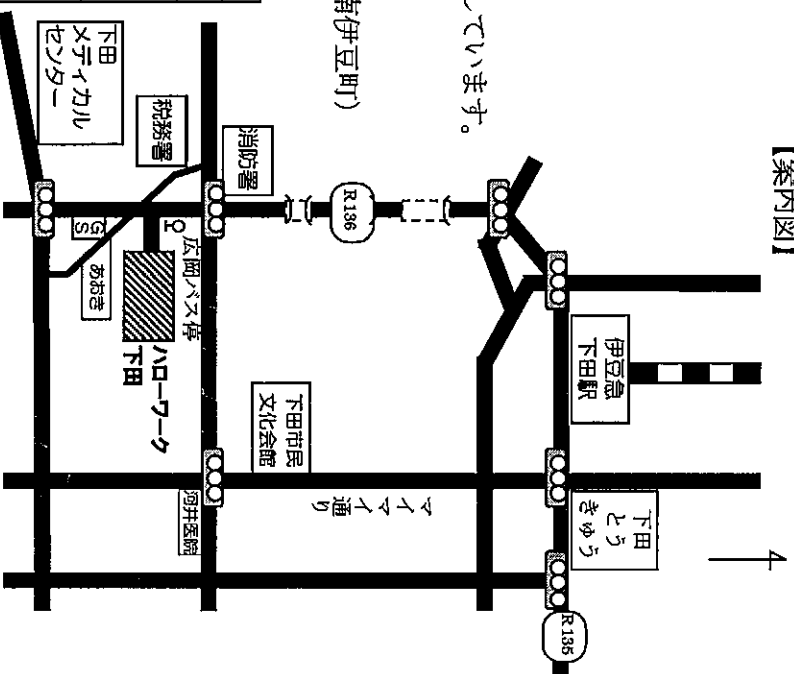 【案内図】
しています。
南伊豆町）
下田
メディカル
センター
税務署
消防署
R136
GS
あおき
広岡バス停
ハローワーク
下田
伊豆急
下田駅
下田市民
文化会館
マイマイ通り
河井医院
下田
とう
きゅう
R135